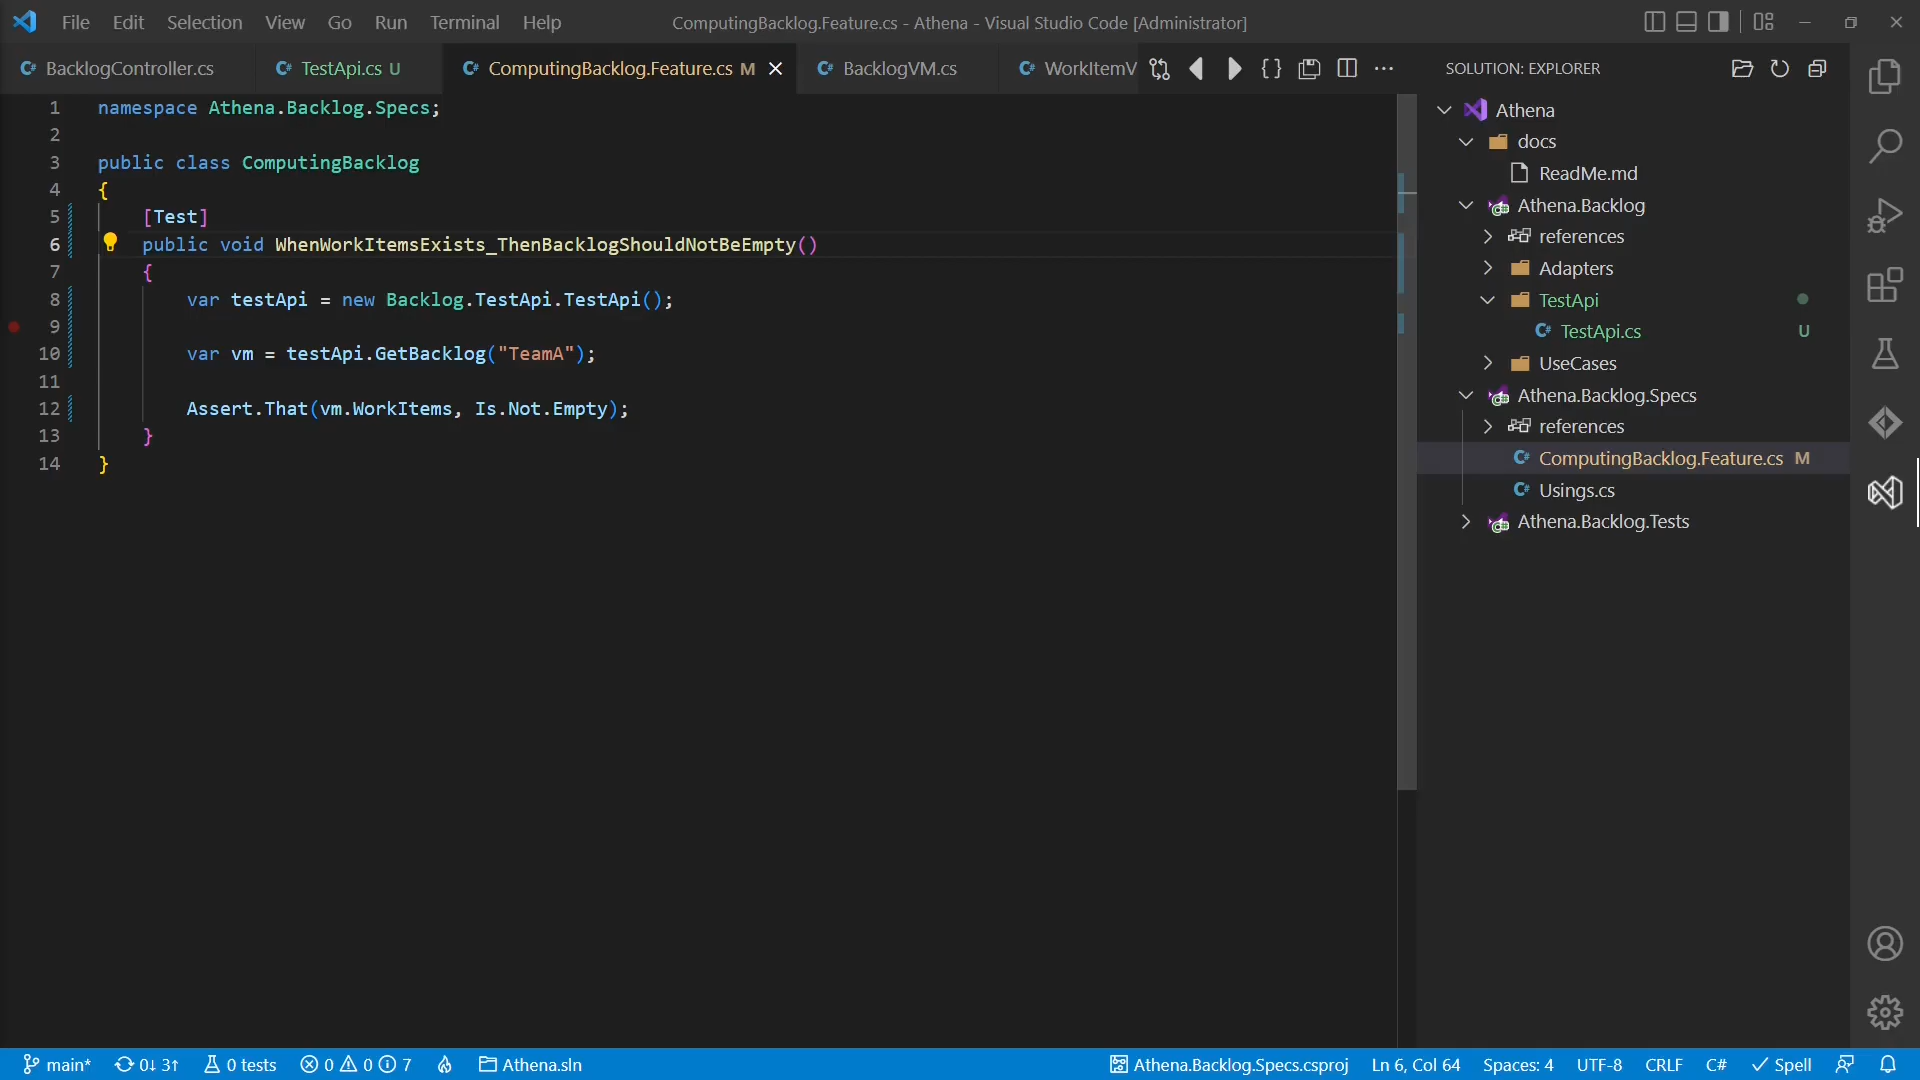 File Edit Selection View Go Run Terminal Help
ComputingBacklog.Feature.cs - Athena - Visual Studio Code [Administrator]
BacklogController.cs
TestApi.cs U
ComputingBacklog.Feature.cs M
BacklogVM.cs
WorkItemV
SOLUTION: EXPLORER
1 namespace Athena.Backlog.Specs;
2
3 public class ComputingBacklog
4 {
5 [Test]
6 public void WhenWorkItemsExists_ThenBacklogShouldNotBeEmpty()
7 {
8 var testApi = new Backlog.TestApi.TestApi();
9
10 var vm = testApi.GetBacklog("TeamA");
11
12 Assert.That(vm.WorkItems, Is.Not.Empty);
13 }
14 }
Athena
docs
ReadMe.md
Athena.Backlog
references
Adapters
TestApi
TestApi.cs U
UseCases
Athena.Backlog.Specs
references
ComputingBacklog.Feature.cs M
Usings.cs
Athena.Backlog.Tests
main* 0↓ 3↑ 0 tests 0 0 7 Athena.sln Athena.Backlog.Specs.csproj Ln 6, Col 64 Spaces: 4 UTF-8 CRLF C# Spell